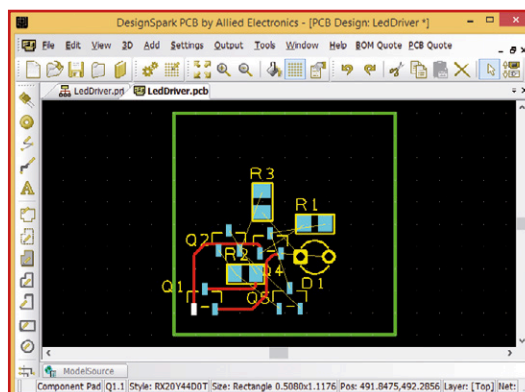 DesignSpark PCB by Allied Electronics - [PCB Design: LedDriver *]
File Edit View 3D Add Settings Output Tools Window Help BOM Quote PCB Quote
LedDriver.prj LedDriver.pcb
R3
R1
Q2
R2
Q4
Q1
D1
Q5
ModelSource
Component Pad Q1.1 Style: RX20Y44D0T Size: Rectangle 0.5080x1.1176 Pos: 491.8475,492.2856 Layer: [Top] Net: